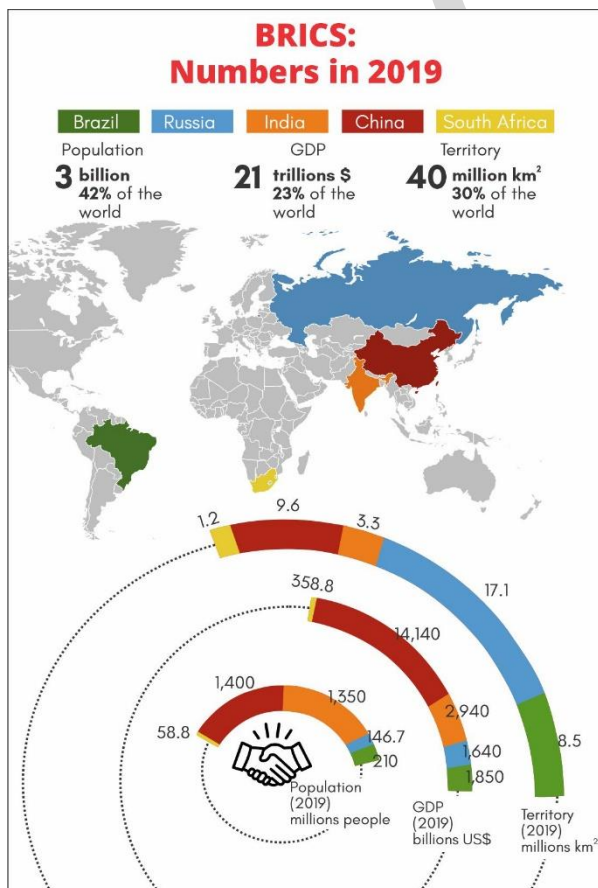 BRICS:
Numbers in 2019
Brazil Russia India China South Africa
Population
3 billion
42% of the
world
GDP
21 trillions $
23% of the
world
Territory
40 million km²
30% of the
world
1.2
9.6
3.3
17.1
8.5
358.8
14,140
2,940
1,640
1,850
58.8
1,400
1,350
146.7
210
Population
(2019)
millions people
GDP
(2019)
billions US$
Territory
(2019)
millions km²